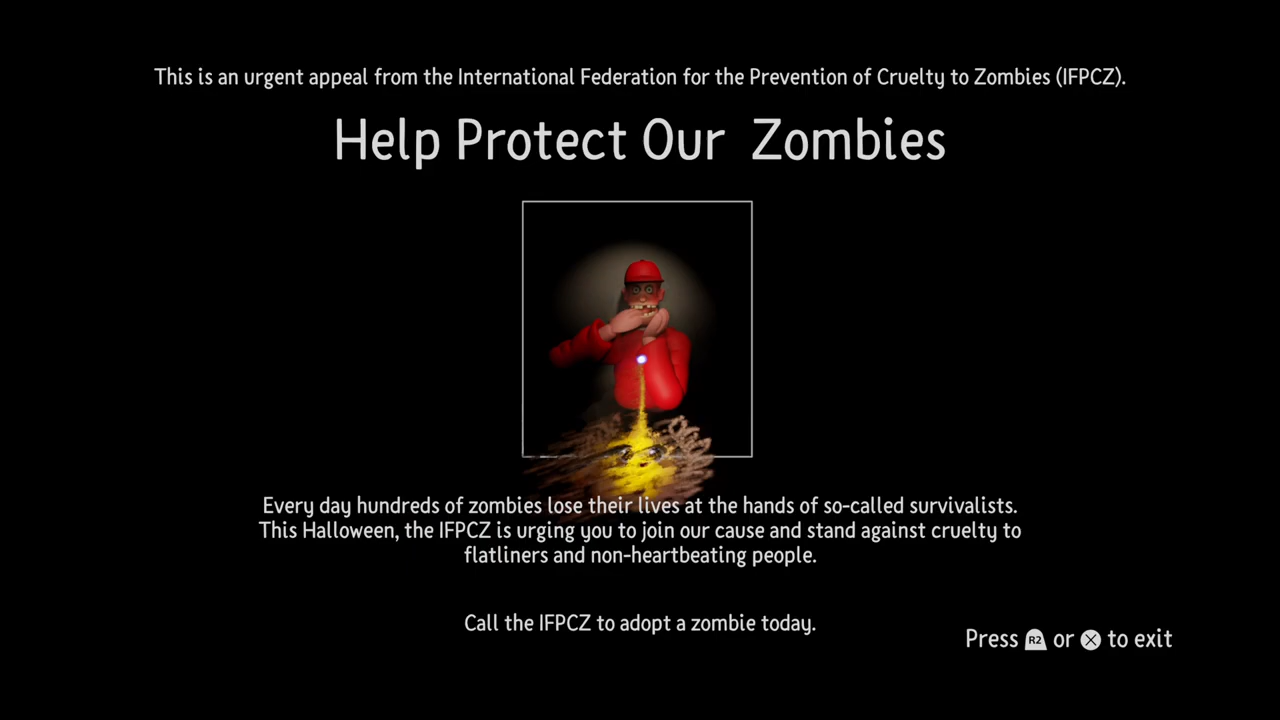 This is an urgent appeal from the International Federation for the Prevention of Cruelty to Zombies (IFPCZ).
Help Protect Our Zombies
Every day hundreds of zombies lose their lives at the hands of so-called survivalists.
This Halloween, the IFPCZ is urging you to join our cause and stand against cruelty to
flatliners and non-heartbeating people.
Call the IFPCZ to adopt a zombie today.
Press R2 or ⊗ to exit